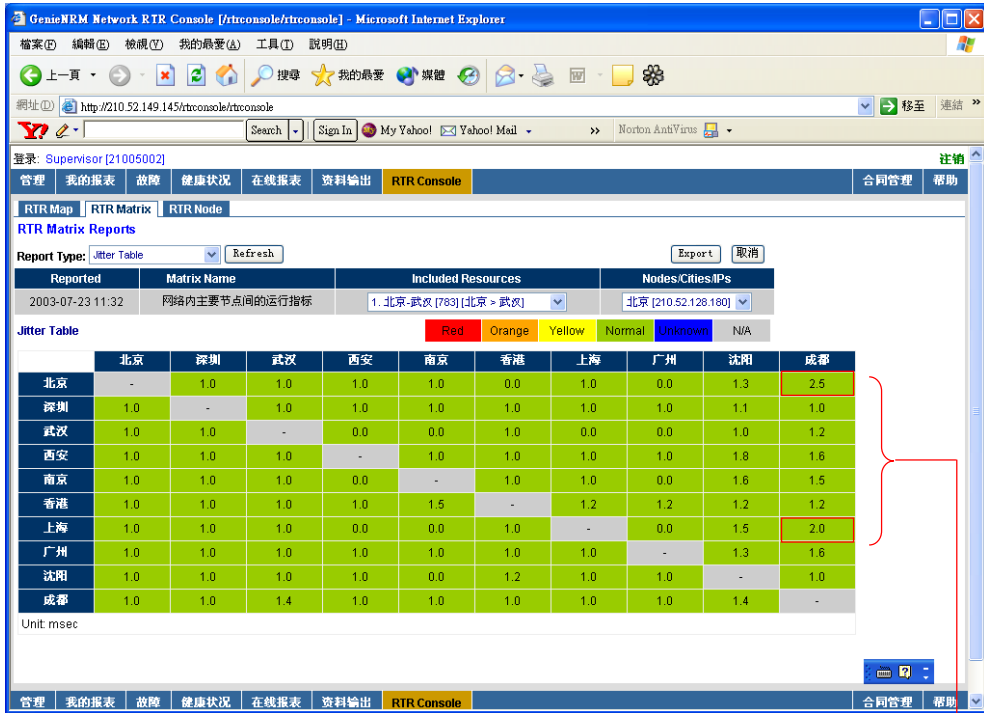 GenieNRM Network RTR Console [/rtrconsole/rtrconsole] - Microsoft Internet Explorer
檔案(F) 編輯(E) 檢視(V) 我的最愛(A) 工具(T) 說明(H)
上一頁 搜尋 我的最愛 媒體
網址(D) http://210.52.149.145/rtrconsole/rtrconsole 移至 連結 »
Y? Search Sign In My Yahoo! Yahoo! Mail » Norton AntiVirus
登录: Supervisor [21005002] 注销
管理 我的报表 故障 健康状况 在线报表 资料输出 RTR Console 合同管理 帮助
RTR Map RTR Matrix RTR Node
RTR Matrix Reports
Report Type: Jitter Table Refresh Export 取消
Reported Matrix Name Included Resources Nodes/Cities/IPs
2003-07-23 11:32 网络内主要节点间的运行指标 1. 北京-武汉 [783] [北京 > 武汉] 北京 [210.52.128.180]
Jitter Table Red Orange Yellow Normal Unknown N/A
北京 深圳 武汉 西安 南京 香港 上海 广州 沈阳 成都
北京 - 1.0 1.0 1.0 1.0 0.0 1.0 0.0 1.3 2.5
深圳 1.0 - 1.0 1.0 1.0 1.0 1.0 1.0 1.1 1.0
武汉 1.0 1.0 - 0.0 0.0 1.0 0.0 0.0 1.0 1.2
西安 1.0 1.0 1.0 - 1.0 1.0 1.0 1.0 1.8 1.6
南京 1.0 1.0 1.0 0.0 - 1.0 1.0 0.0 1.6 1.5
香港 1.0 1.0 1.0 1.0 1.5 - 1.2 1.2 1.2 1.2
上海 1.0 1.0 1.0 0.0 0.0 1.0 - 0.0 1.5 2.0
广州 1.0 1.0 1.0 1.0 1.0 1.0 1.0 - 1.3 1.6
沈阳 1.0 1.0 1.0 1.0 0.0 1.2 1.0 1.0 - 1.0
成都 1.0 1.0 1.4 1.0 1.0 1.0 1.0 1.0 1.4 -
Unit: msec
管理 我的报表 故障 健康状况 在线报表 资料输出 RTR Console 合同管理 帮助